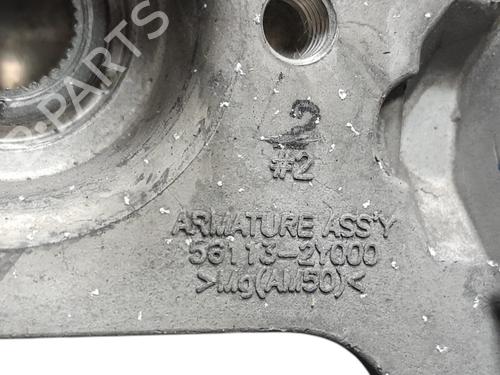 2
#2
ARMATURE ASS'Y
56113-2Y000
>Mg(AM50)<